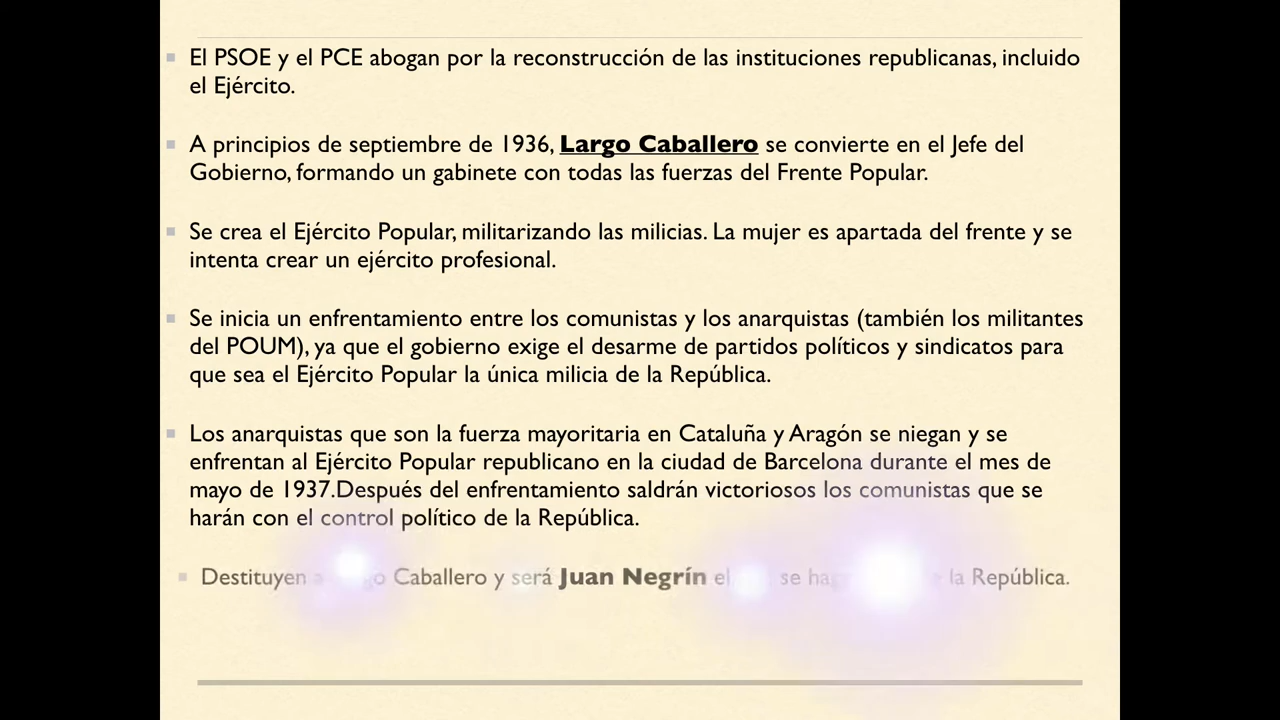 El PSOE y el PCE abogan por la reconstrucción de las instituciones republicanas, incluido
el Ejército.
A principios de septiembre de 1936, Largo Caballero se convierte en el Jefe del
Gobierno, formando un gabinete con todas las fuerzas del Frente Popular.
Se crea el Ejército Popular, militarizando las milicias. La mujer es apartada del frente y se
intenta crear un ejército profesional.
Se inicia un enfrentamiento entre los comunistas y los anarquistas (también los militantes
del POUM), ya que el gobierno exige el desarme de partidos políticos y sindicatos para
que sea el Ejército Popular la única milicia de la República.
Los anarquistas que son la fuerza mayoritaria en Cataluña y Aragón se niegan y se
enfrentan al Ejército Popular republicano en la ciudad de Barcelona durante el mes de
mayo de 1937.Después del enfrentamiento saldrán victoriosos los comunistas que se
harán con el control político de la República.
Destituyen a Caballero y será Juan Negrín el se la República.